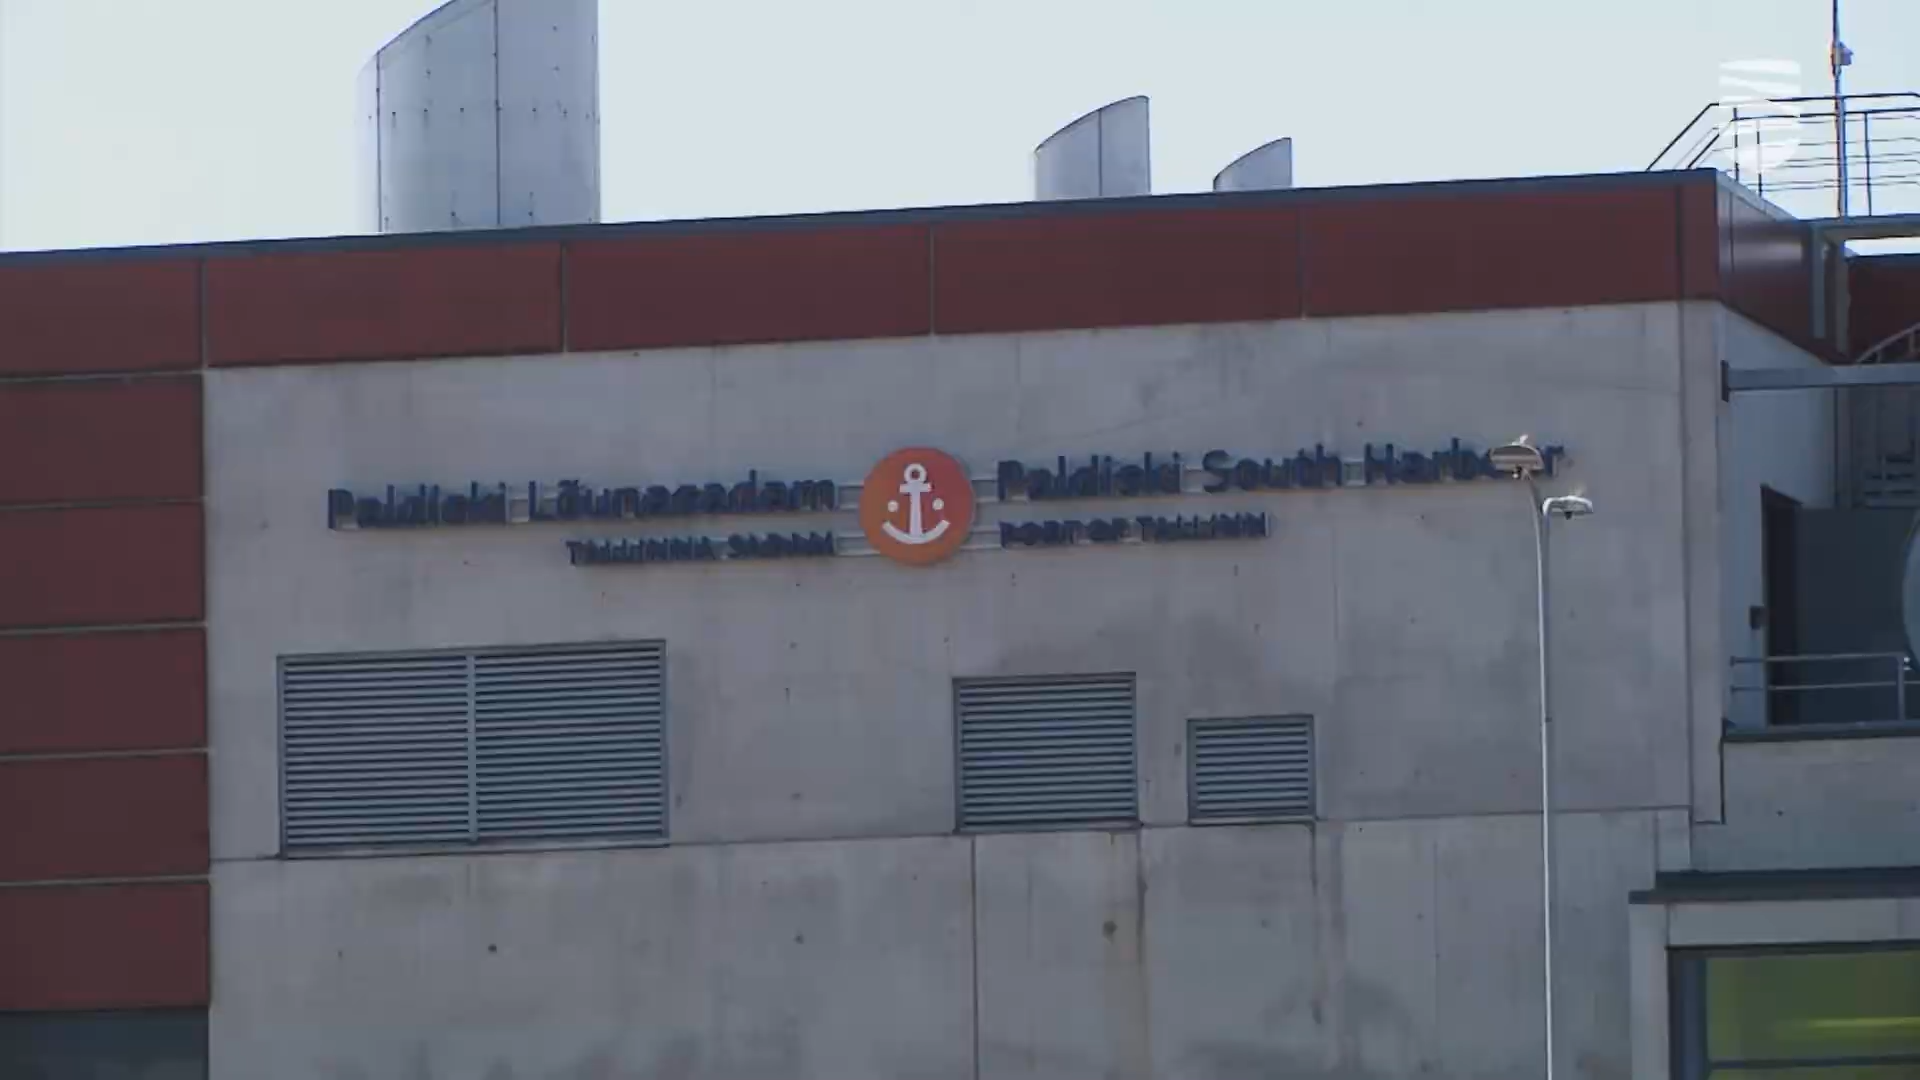 Paldiski Lõunasadam
TALLINNA SADAM
Paldiski South Harbour
PORT OF TALLINN